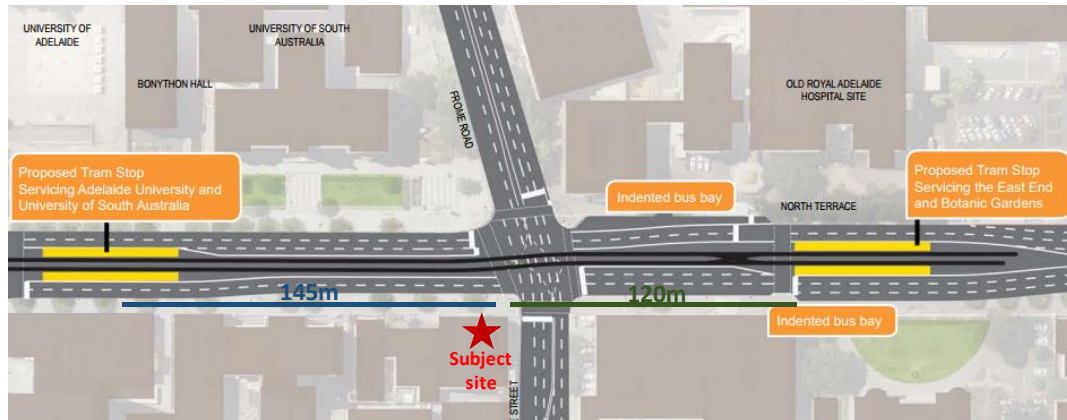 UNIVERSITY OF
ADELAIDE
UNIVERSITY OF SOUTH
AUSTRALIA
BONYTHON HALL
FROME ROAD
OLD ROYAL ADELAIDE
HOSPITAL SITE
Proposed Tram Stop
Servicing Adelaide University and
University of South Australia
Indented bus bay
NORTH TERRACE
Proposed Tram Stop
Servicing the East End
and Botanic Gardens
145m
120m
Indented bus bay
Subject
site
E STREET